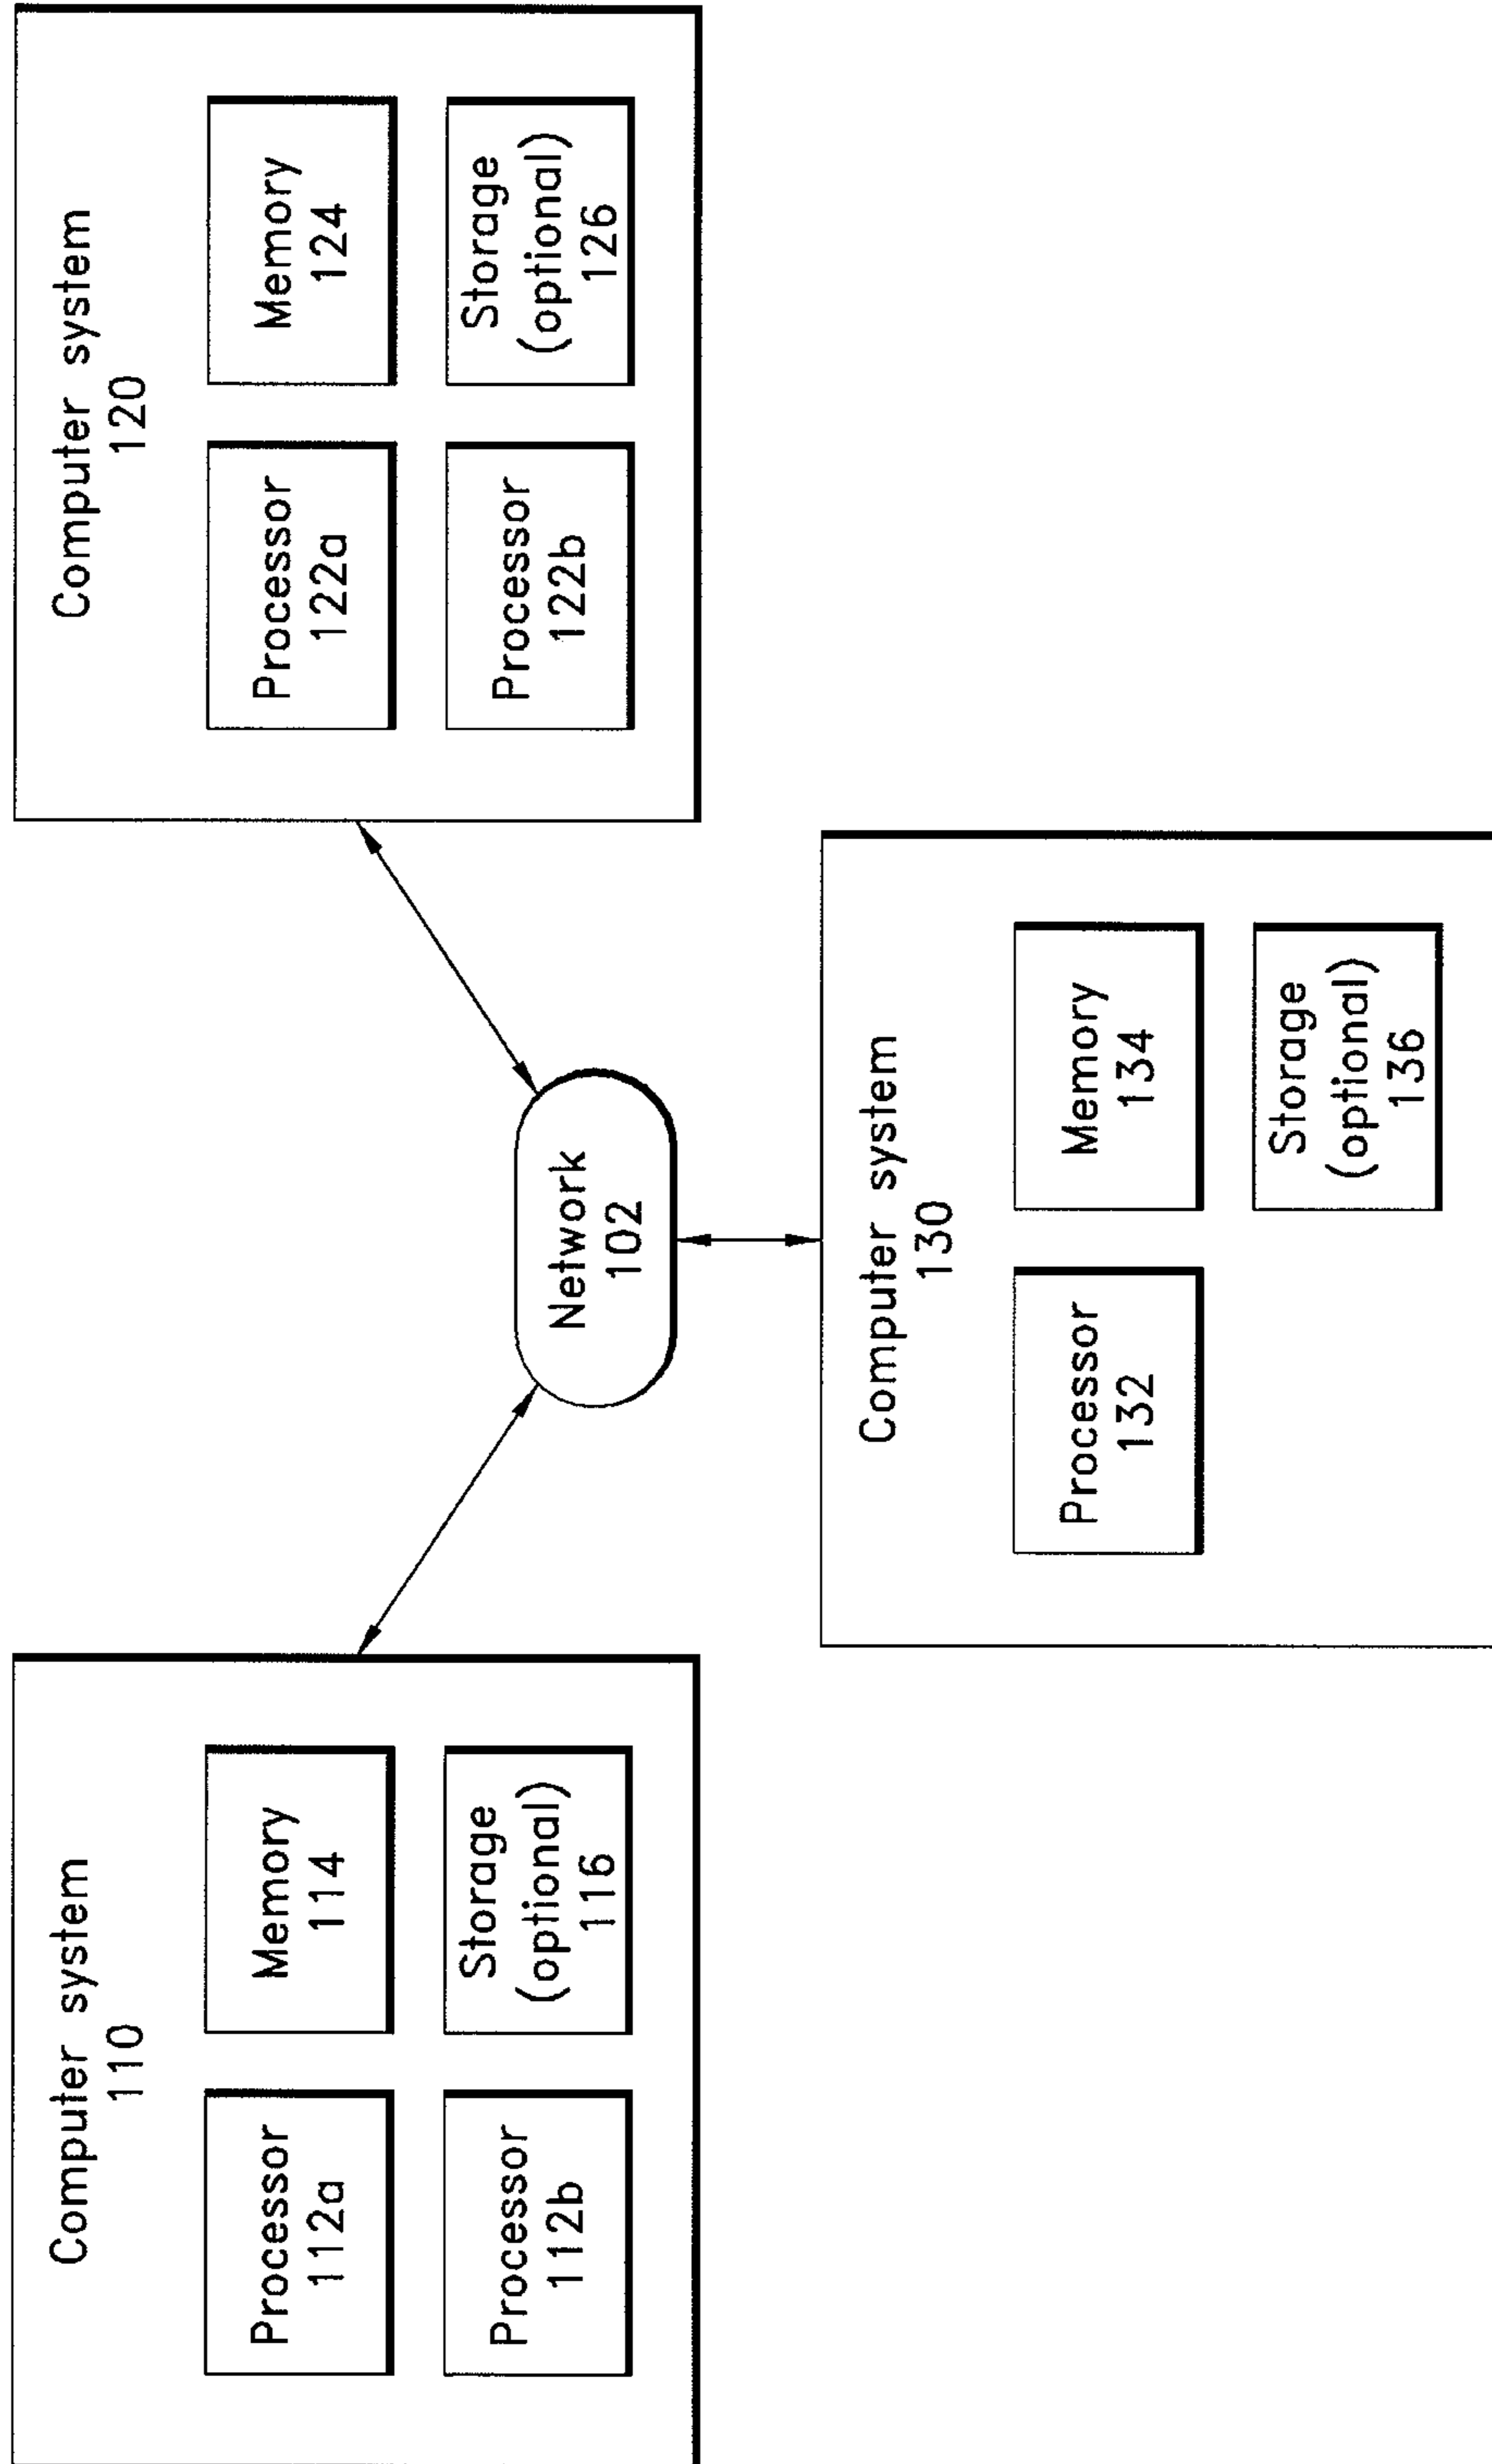 Computer system
110
Processor
112a
Memory
114
Processor
112b
Storage
(optional)
116
Network
102
Computer system
120
Processor
122a
Memory
124
Processor
122b
Storage
(optional)
126
Computer system
130
Processor
132
Memory
134
Storage
(optional)
136